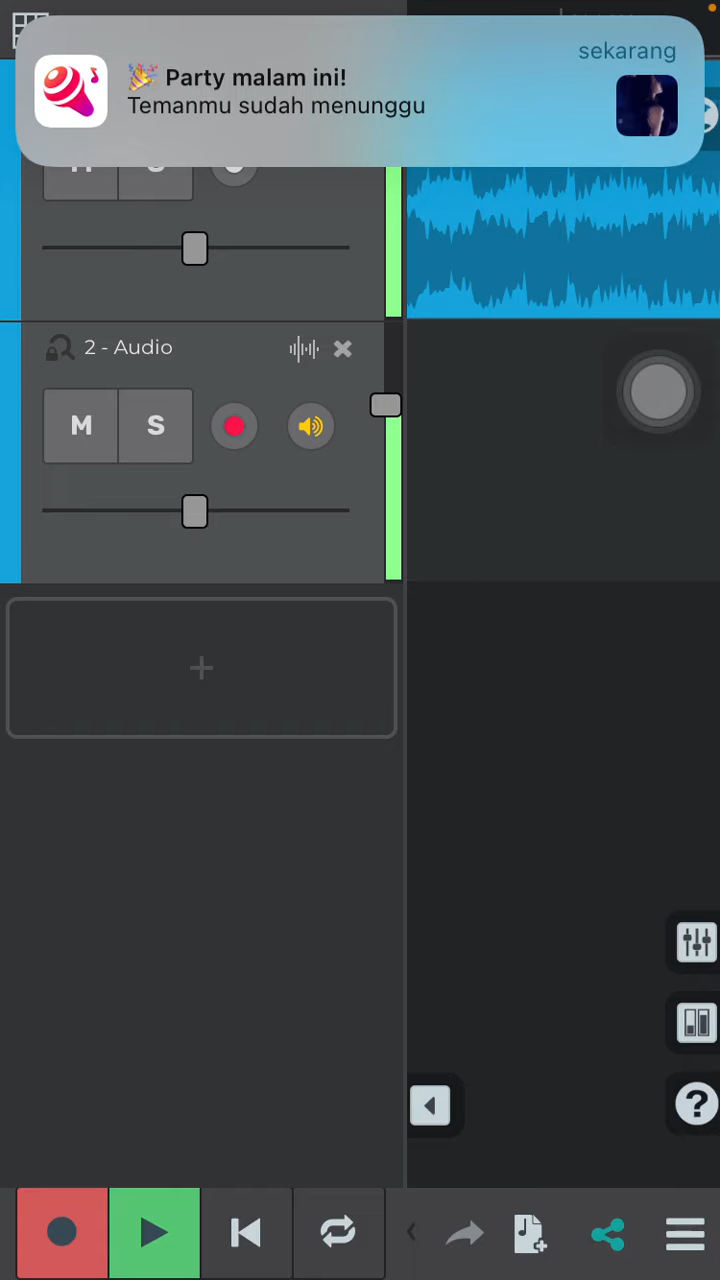 sekarang
🎉 Party malam ini!
Temanmu sudah menunggu
2 - Audio
M S
?